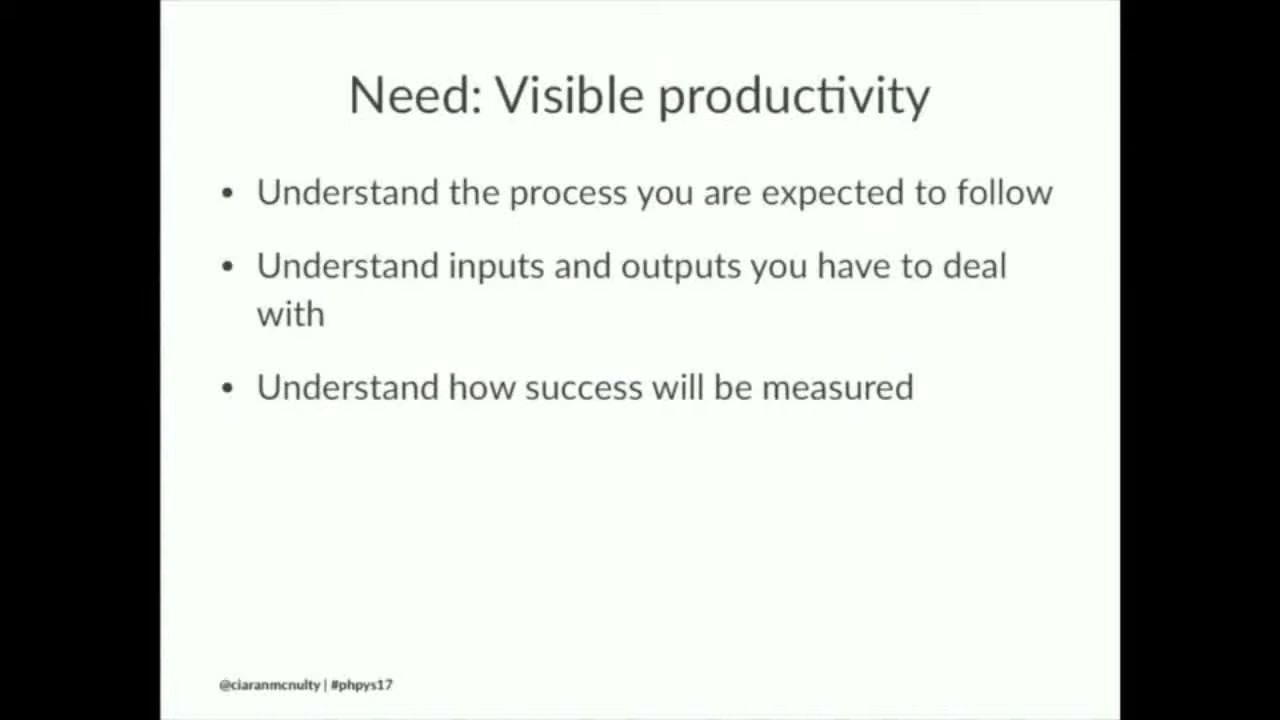 Need: Visible productivity
• Understand the process you are expected to follow
• Understand inputs and outputs you have to deal
with
• Understand how success will be measured
@ciaranmcnulty | #phpys17